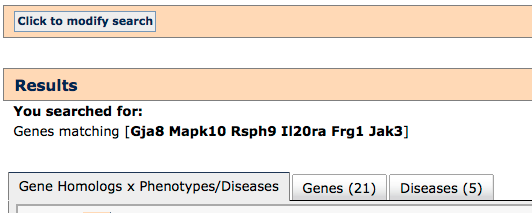 Click to modify search
Results
You searched for:
Genes matching [Gja8 Mapk10 Rsph9 Il20ra Frg1 Jak3]
Gene Homologs x Phenotypes/Diseases
Genes (21)
Diseases (5)